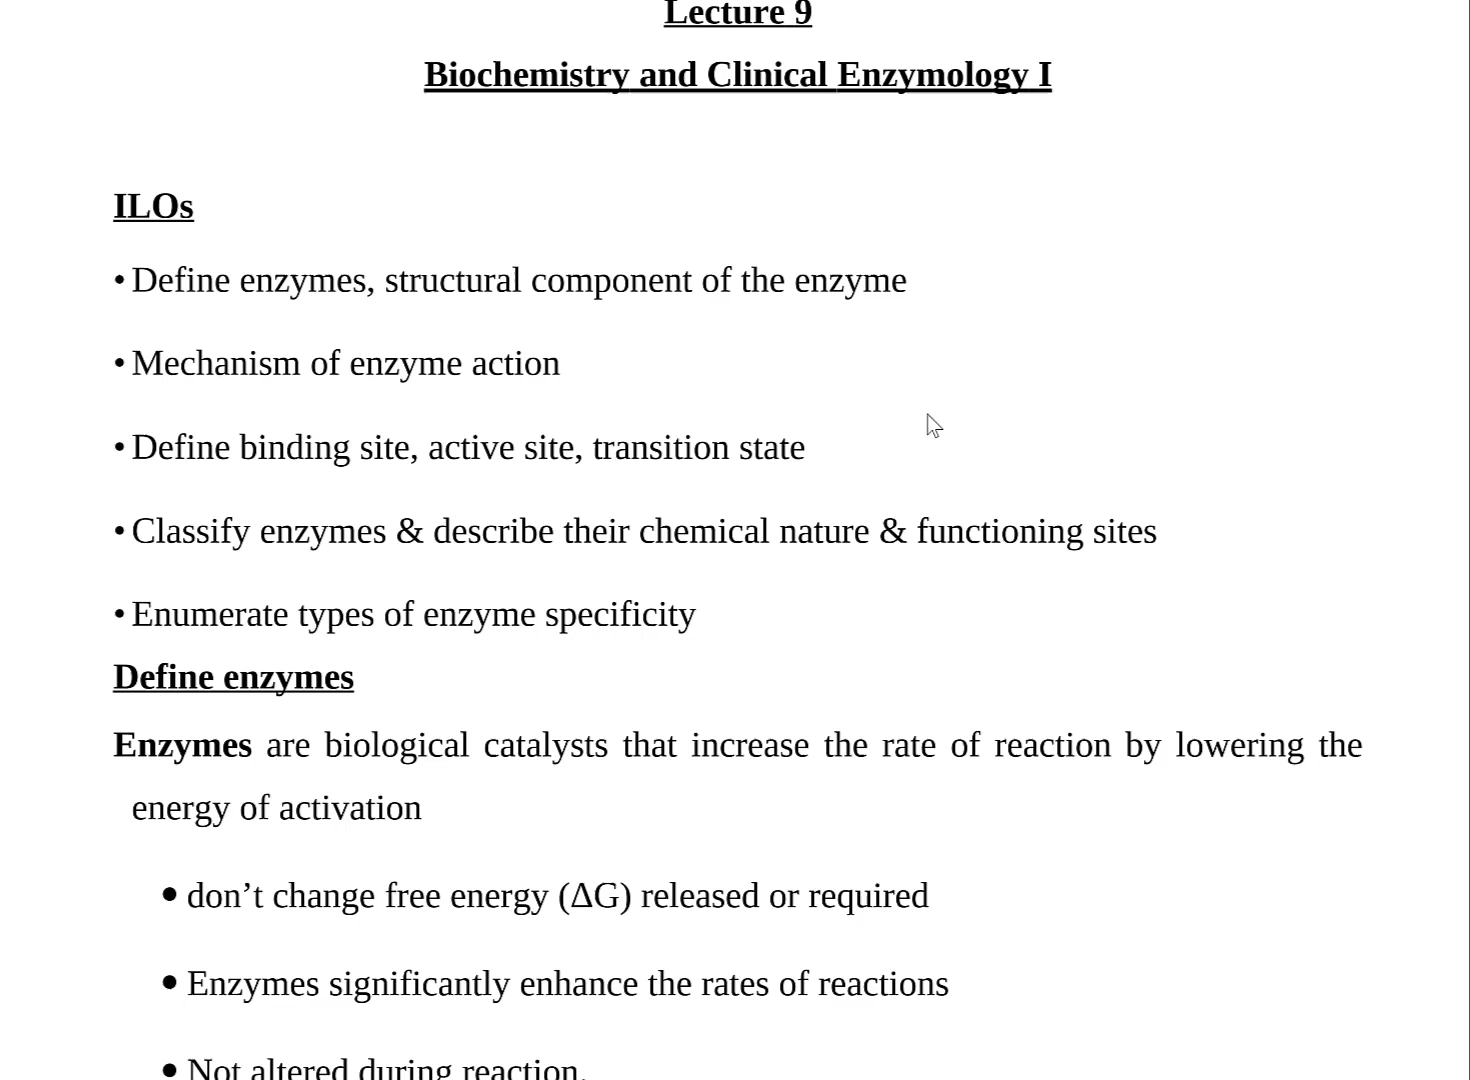 Lecture 9
Biochemistry and Clinical Enzymology I
ILOs
• Define enzymes, structural component of the enzyme
• Mechanism of enzyme action
• Define binding site, active site, transition state
• Classify enzymes & describe their chemical nature & functioning sites
• Enumerate types of enzyme specificity
Define enzymes
Enzymes are biological catalysts that increase the rate of reaction by lowering the
energy of activation
• don’t change free energy (ΔG) released or required
• Enzymes significantly enhance the rates of reactions
• Not altered during reaction.